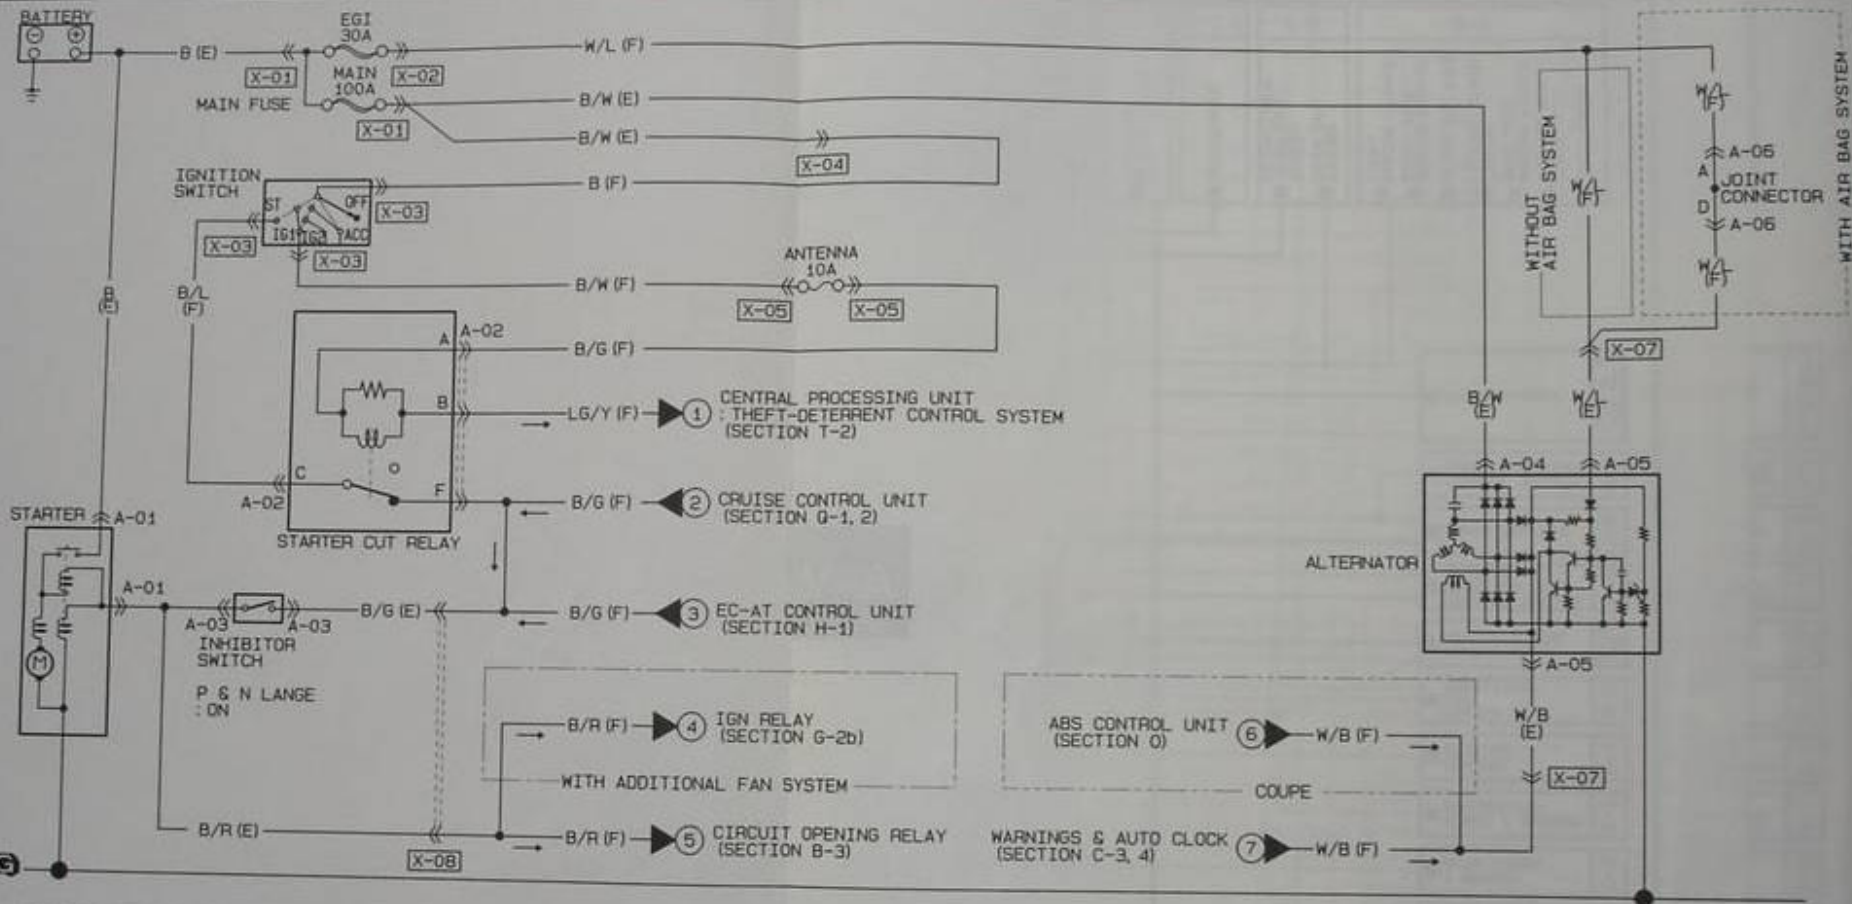 BATTERY
EGI
30A
B (E)
W/L (F)
X-01
X-02
MAIN
100A
MAIN FUSE
B/W (E)
X-01
B/W (E)
X-04
IGNITION
SWITCH
B (F)
ST
OFF
IG1
IG2
ACC
X-03
X-03
X-03
ANTENNA
10A
B/W (F)
X-05
X-05
B
(E)
B/L
(F)
A
A-02
B/G (F)
B
LG/Y (F)
1
CENTRAL PROCESSING UNIT
: THEFT-DETERRENT CONTROL SYSTEM
(SECTION T-2)
C
A-02
F
B/G (F)
2
CRUISE CONTROL UNIT
(SECTION Q-1, 2)
STARTER CUT RELAY
STARTER
A-01
A-01
M
A-03
A-03
INHIBITOR
SWITCH
P & N LANGE
: ON
B/G (E)
B/G (F)
3
EC-AT CONTROL UNIT
(SECTION H-1)
B/R (F)
4
IGN RELAY
(SECTION G-2b)
WITH ADDITIONAL FAN SYSTEM
B/R (E)
X-08
B/R (F)
5
CIRCUIT OPENING RELAY
(SECTION B-3)
ABS CONTROL UNIT
(SECTION O)
6
W/B (F)
COUPE
WARNINGS & AUTO CLOCK
(SECTION C-3, 4)
7
W/B (F)
WITHOUT
AIR BAG SYSTEM
W/L
(F)
WITH AIR BAG SYSTEM
W/L
(F)
A-06
A
JOINT
CONNECTOR
D
A-06
W/L
(F)
X-07
B/W
(E)
W/L
(E)
A-04
A-05
ALTERNATOR
A-05
W/B
(E)
X-07
G